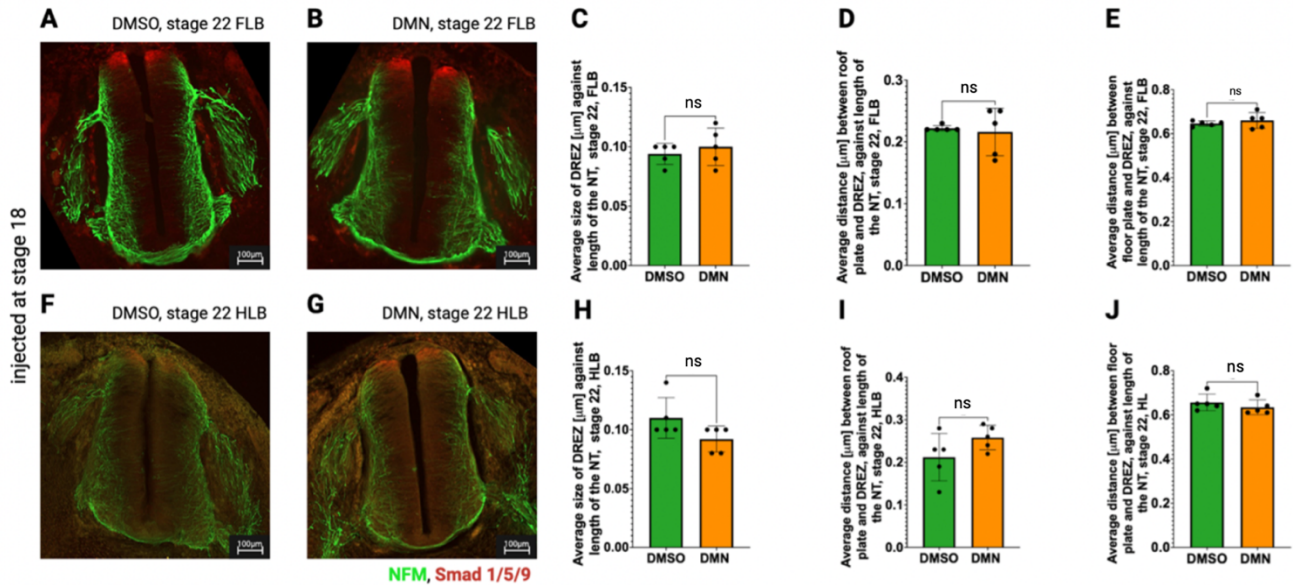 A
DMSO, stage 22 FLB
100μm
B
DMN, stage 22 FLB
100μm
C
Average size of DREZ [μm] against
length of the NT, stage 22, FLB
0.15
0.10
0.05
0.00
ns
DMSO DMN
D
Average distance [μm] between roof
plate and DREZ, against length of
the NT, stage 22, FLB
0.3
0.2
0.1
0.0
ns
DMSO DMN
E
Average distance [μm] between
floor plate and DREZ, against
length of the NT, stage 22, FLB
0.8
0.6
0.4
0.2
0.0
ns
DMSO DMN
injected at stage 18
F
DMSO, stage 22 HLB
100μm
G
DMN, stage 22 HLB
100μm
NFM, Smad 1/5/9
H
Average size of DREZ [μm] against
length of the NT, stage 22, HLB
0.15
0.10
0.05
0.00
ns
DMSO DMN
I
Average distance [μm] between roof
plate and DREZ, against length of
the NT, stage 22, HLB
0.4
0.3
0.2
0.1
0.0
ns
DMSO DMN
J
Average distance [μm] between floor
plate and DREZ, against length of
the NT, stage 22, HL
0.8
0.6
0.4
0.2
0.0
ns
DMSO DMN